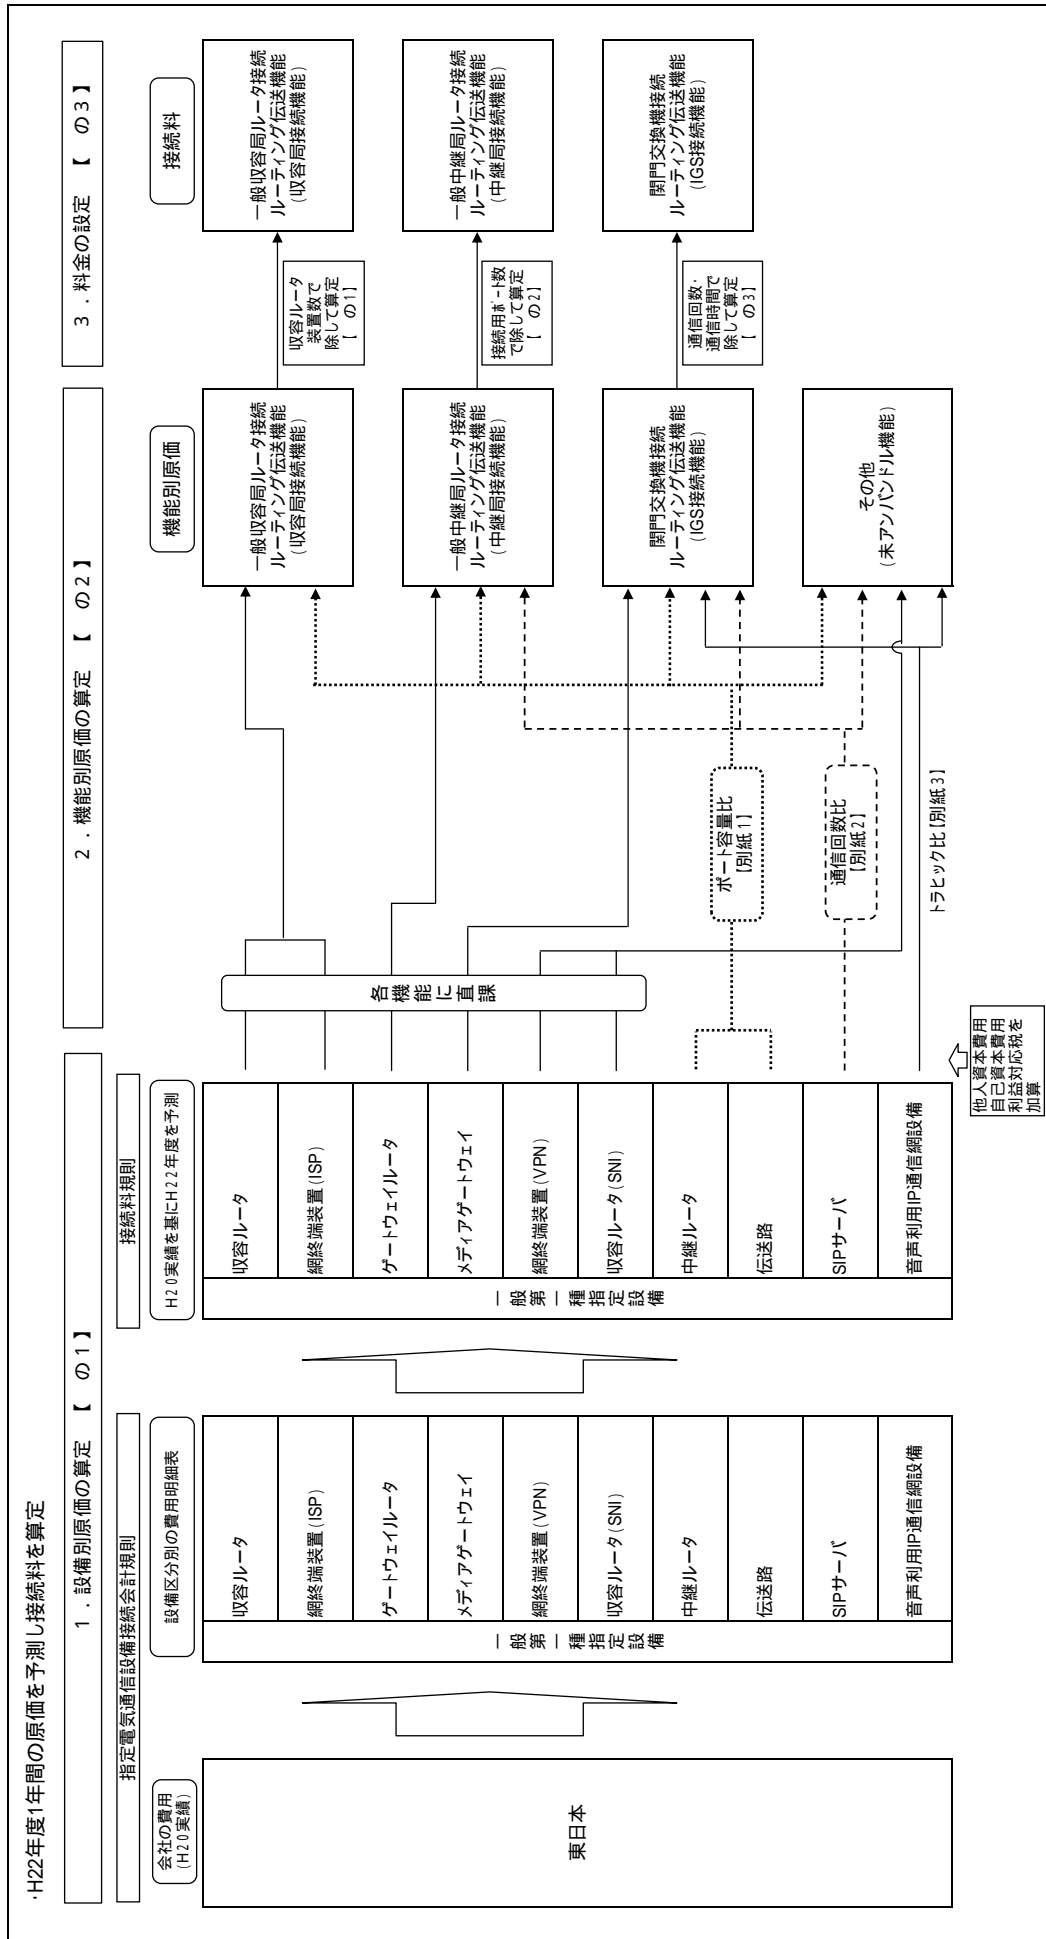 ・H22年度1年間の原価を予測し接続料を算定
1．設備別原価の算定　【　の1】
2．機能別原価の算定　【　の2】
3．料金の設定　【　の3】
指定電気通信設備接続会計規則
接続料規則
会社の費用
(H20実績)
設備区分別の費用明細表
H20実績を基にH22年度を予測
機能別原価
接続料
東日本
一般第一種指定設備
収容ルータ
網終端装置(ISP)
ゲートウェイルータ
メディアゲートウェイ
網終端装置(VPN)
収容ルータ(SNI)
中継ルータ
伝送路
SIPサーバ
音声利用IP通信網設備
一般第一種指定設備
収容ルータ
網終端装置(ISP)
ゲートウェイルータ
メディアゲートウェイ
網終端装置(VPN)
収容ルータ(SNI)
中継ルータ
伝送路
SIPサーバ
音声利用IP通信網設備
他人資本費用
自己資本費用
利益対応税を
加算
各機能に直課
ポート容量比
【別紙1】
通信回数比
【別紙2】
トラヒック比【別紙3】
一般収容局ルータ接続
ルーティング伝送機能
(収容局接続機能)
一般中継局ルータ接続
ルーティング伝送機能
(中継局接続機能)
関門交換機接続
ルーティング伝送機能
(IGS接続機能)
その他
(未アンバンドル機能)
収容ルータ
装置数で
除して算定
【　の1】
接続用ポート数
で除して算定
【　の2】
通信回数・
通信時間で
除して算定
【　の3】
一般収容局ルータ接続
ルーティング伝送機能
(収容局接続機能)
一般中継局ルータ接続
ルーティング伝送機能
(中継局接続機能)
関門交換機接続
ルーティング伝送機能
(IGS接続機能)